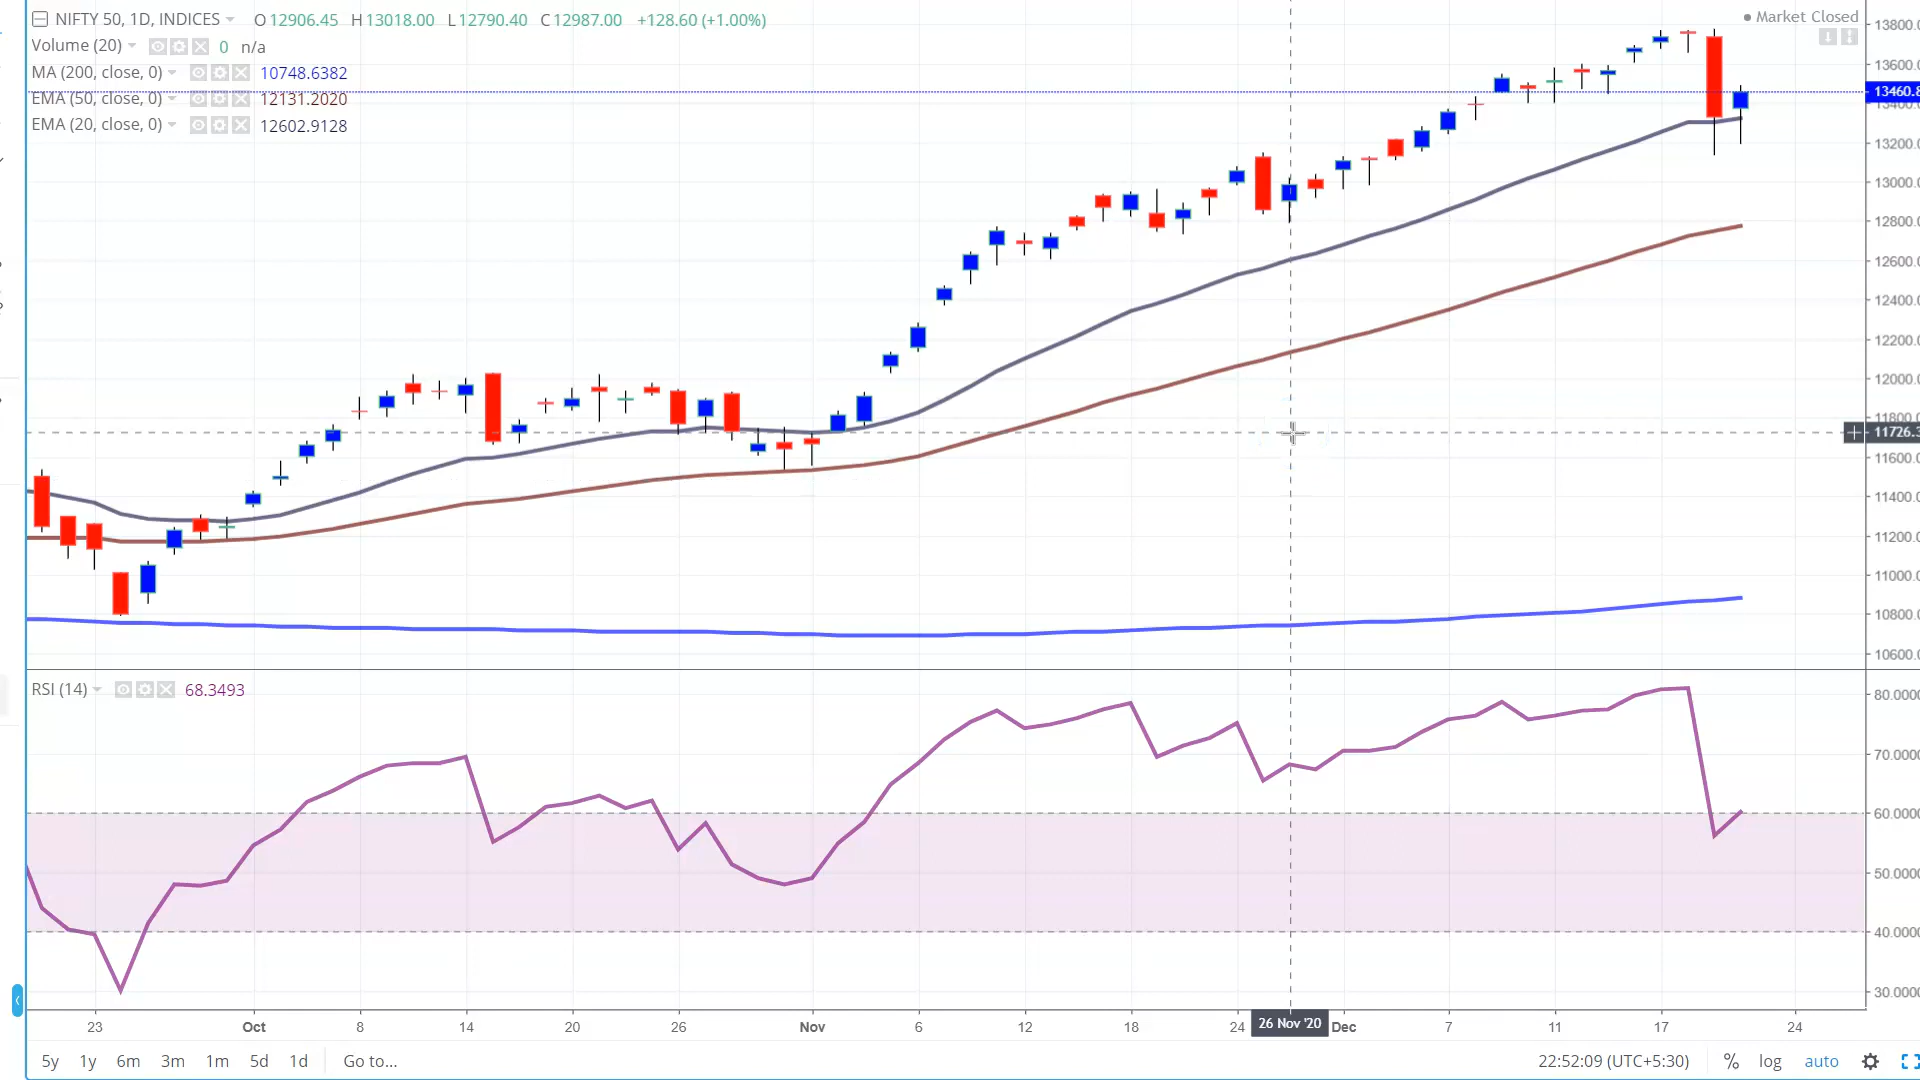 NIFTY 50, 1D, INDICES O 12906.45 H 13018.00 L 12790.40 C 12987.00 +128.60 (+1.00%)
Market Closed
Volume (20) 0 n/a
MA (200, close, 0) 10748.6382
EMA (50, close, 0) 12131.2020
EMA (20, close, 0) 12602.9128
13800.0
13600.0
13460.8
13400.0
13200.0
13000.0
12800.0
12600.0
12400.0
12200.0
12000.0
11800.0
11726.3
11600.0
11400.0
11200.0
11000.0
10800.0
10600.0
RSI (14) 68.3493
80.0000
70.0000
60.0000
50.0000
40.0000
30.0000
23 Oct 8 14 20 26 Nov 6 12 18 24 26 Nov '20 Dec 7 11 17 24
5y 1y 6m 3m 1m 5d 1d Go to... 22:52:09 (UTC+5:30) % log auto